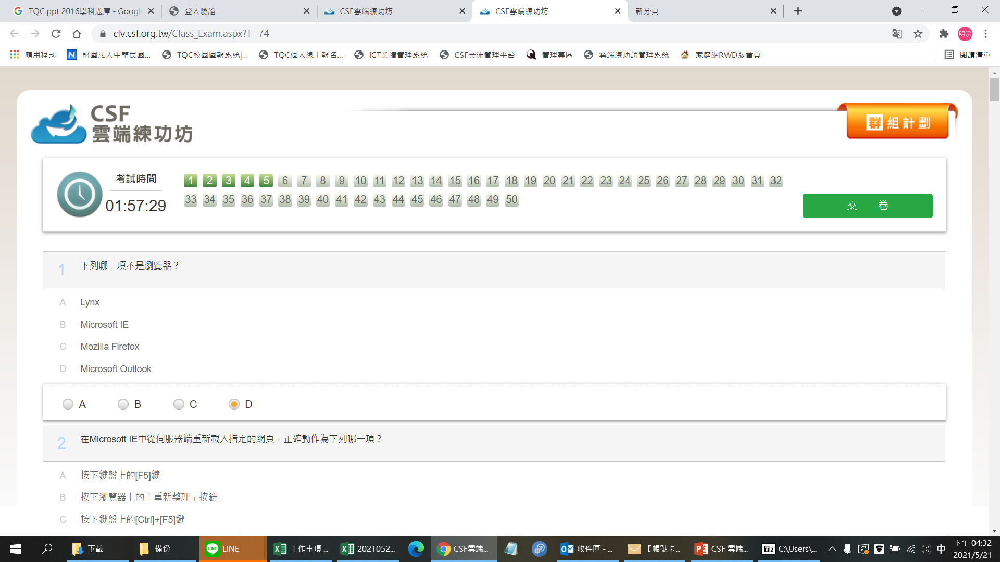 TQC ppt 2016學科題庫 - Google
登入驗證
CSF雲端練功坊
CSF雲端練功坊
新分頁
clv.csf.org.tw/Class_Exam.aspx?T=74
明宗
應用程式
財團法人中華民國...
TQC校園團報系統|...
TQC個人線上報名...
ICT業績管理系統
CSF金流管理平台
管理專區
雲端練功訪管理系統
家庭網RWD版首頁
閱讀清單
CSF
雲端練功坊
群組計劃
考試時間
01:57:29
1 2 3 4 5 6 7 8 9 10 11 12 13 14 15 16 17 18 19 20 21 22 23 24 25 26 27 28 29 30 31 32
33 34 35 36 37 38 39 40 41 42 43 44 45 46 47 48 49 50
交 卷
1 下列哪一項不是瀏覽器？
A Lynx
B Microsoft IE
C Mozilla Firefox
D Microsoft Outlook
A B C D
2 在Microsoft IE中從伺服器端重新載入指定的網頁，正確動作為下列哪一項？
A 按下鍵盤上的[F5]鍵
B 按下瀏覽器上的「重新整理」按鈕
C 按下鍵盤上的[Ctrl]+[F5]鍵
下載
備份
LINE
工作事項 ...
2021052...
CSF雲端...
收件匣 - ...
【帳號卡...
CSF 雲端...
C:\Users\...
中
下午 04:32
2021/5/21